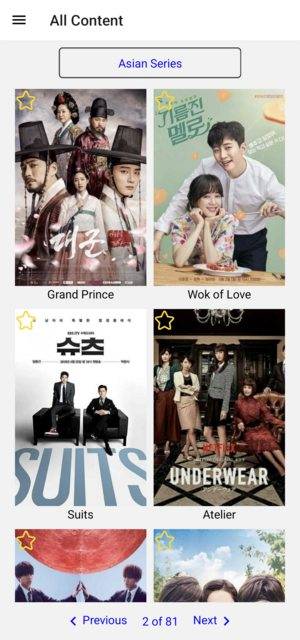 All Content
Asian Series
대군
Grand Prince
기름진
멜로
Wok of Love
슈츠
SUITS
Suits
NETFLIX
UNDERWEAR
Atelier
Previous
2 of 81
Next